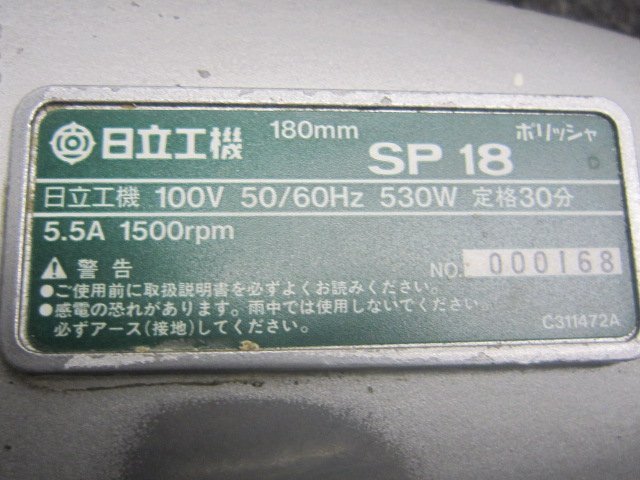 日立工機 180mm SP 18 ポリッシャ
日立工機 100V 50/60Hz 530W 定格30分
5.5A 1500rpm
⚠ 警告 NO. 000168
●ご使用前に取扱説明書を必ずよくお読みください。
●感電の恐れがあります。雨中では使用しないでください。
必ずアース(接地)してください。 C311472A